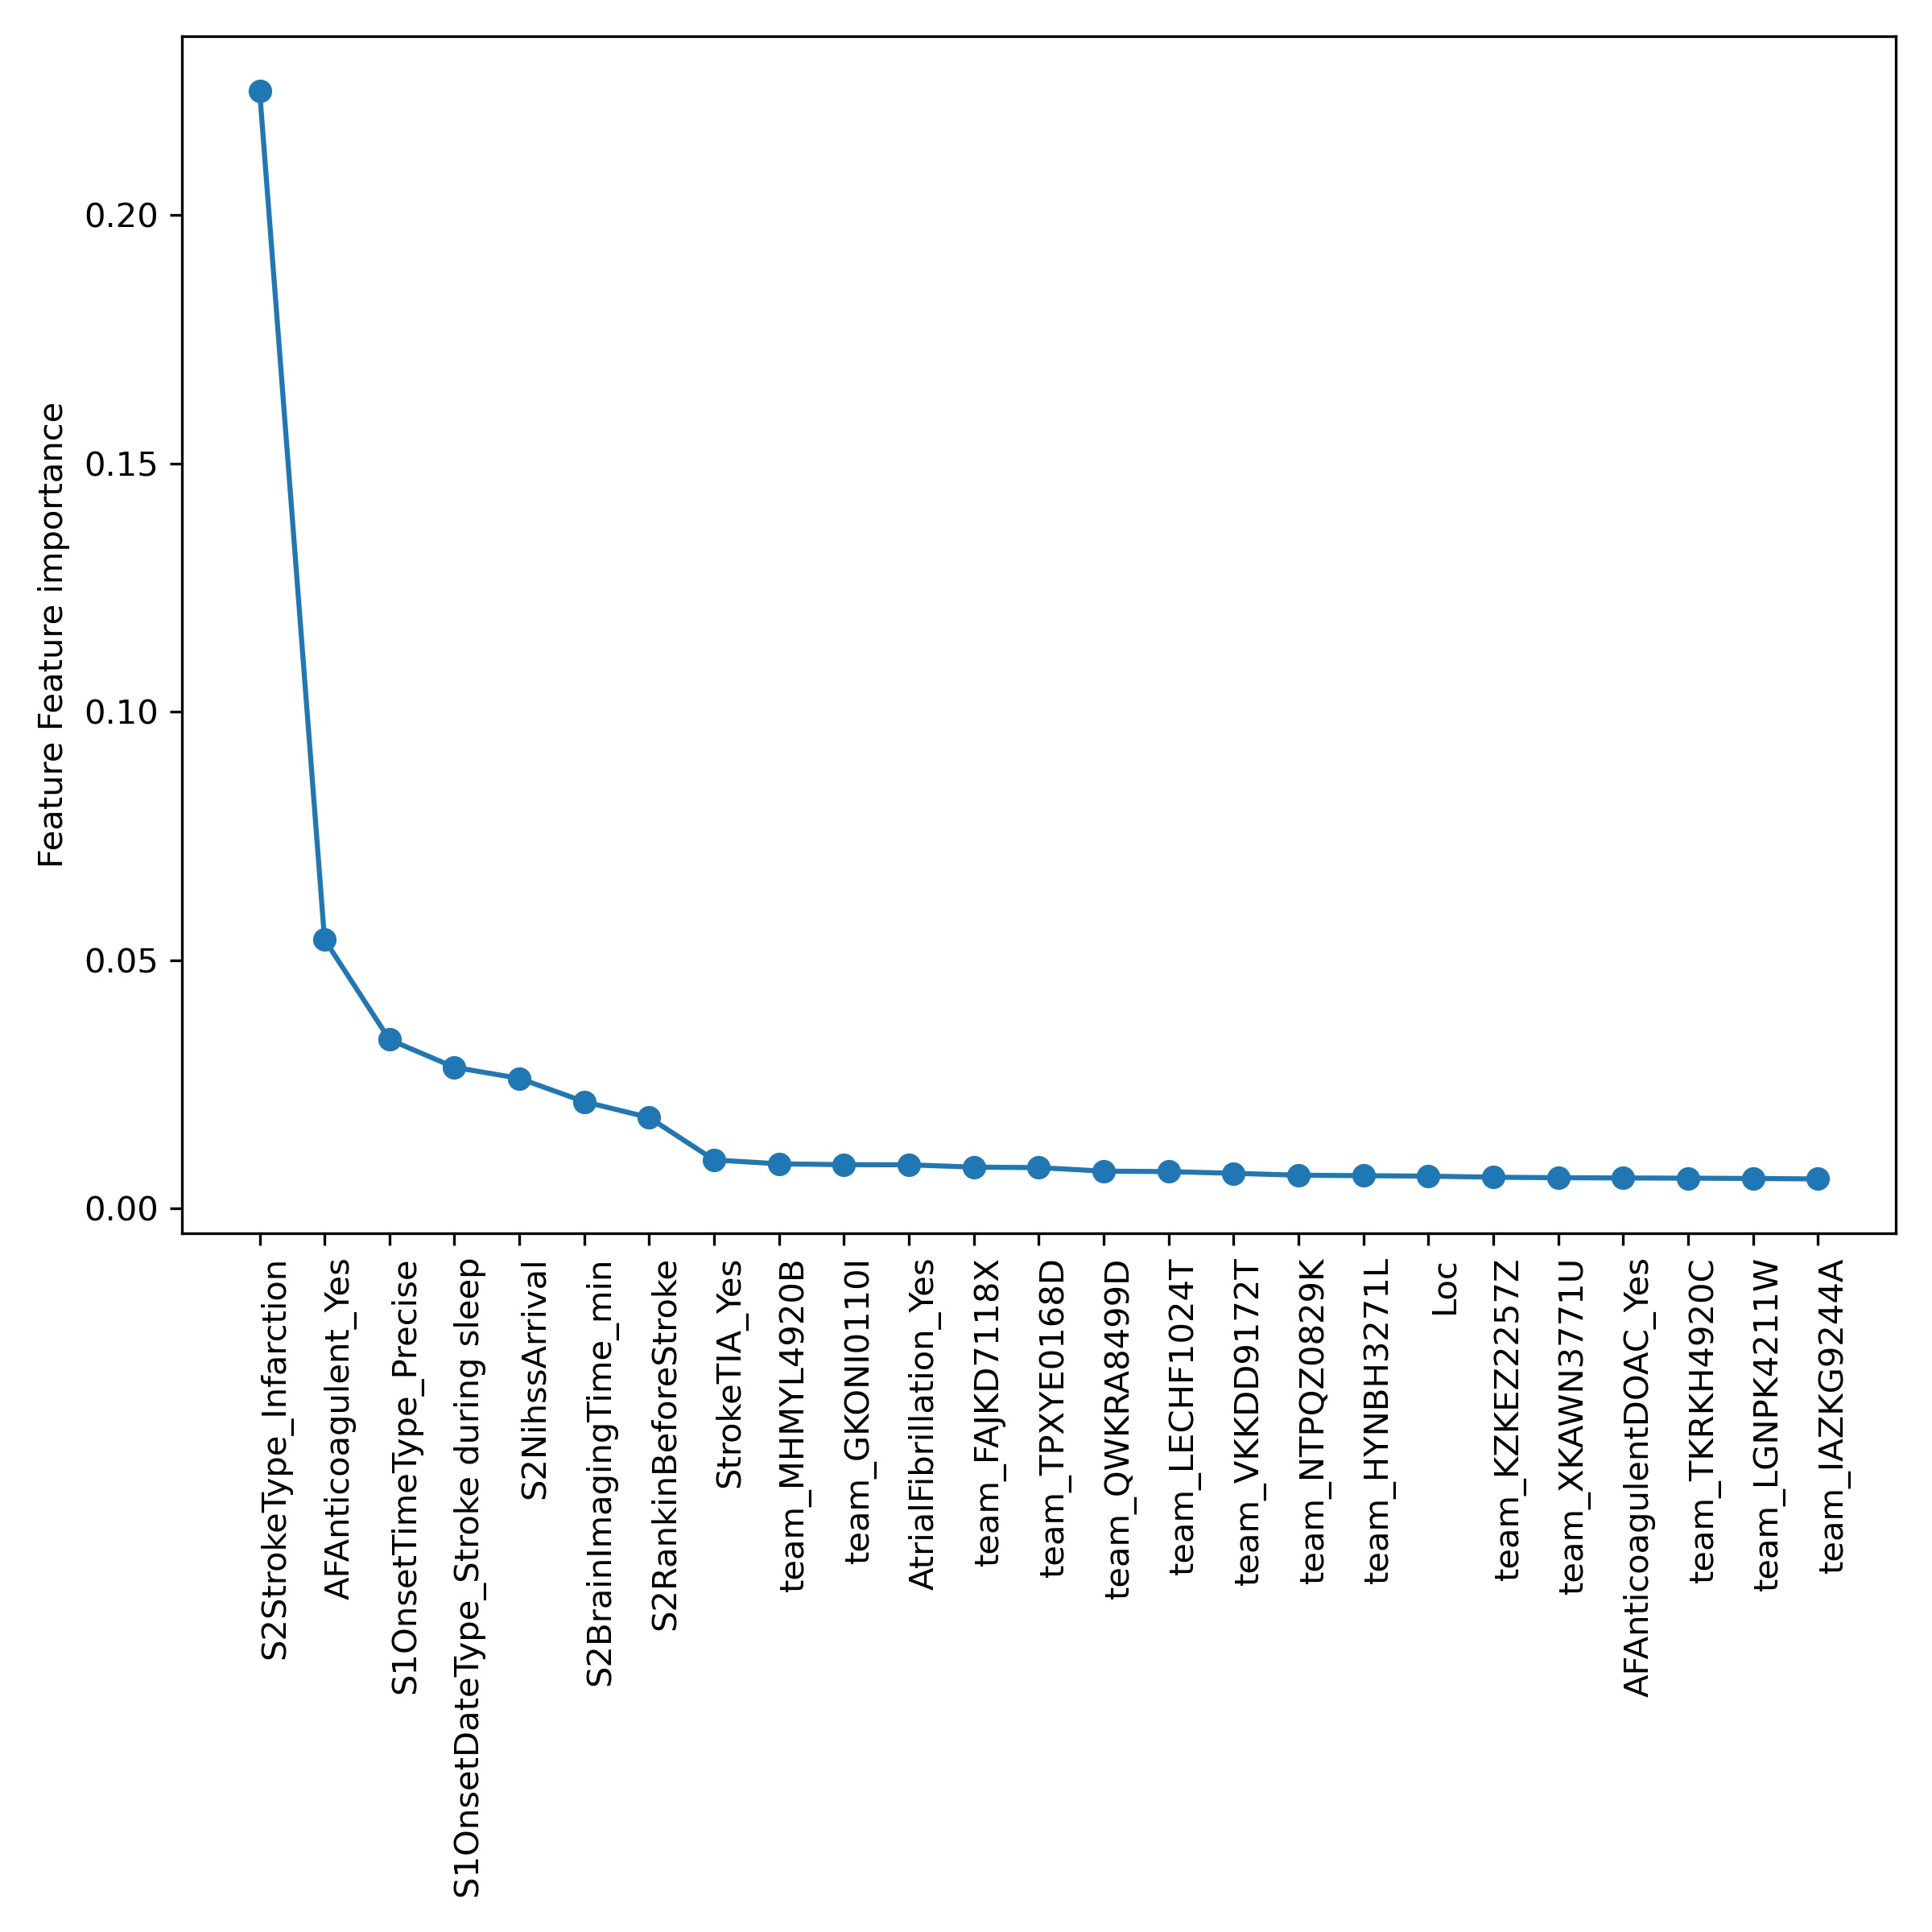 Feature Feature importance
0.20
0.15
0.10
0.05
0.00
S2StrokeType_Infarction
AFAnticoagulent_Yes
S1OnsetTimeType_Precise
S1OnsetDateType_Stroke during sleep
S2NihssArrival
S2BrainImagingTime_min
S2RankinBeforeStroke
StrokeTIA_Yes
team_MHMYL4920B
team_GKONI0110I
AtrialFibrillation_Yes
team_FAJKD7118X
team_TPXYE0168D
team_QWKRA8499D
team_LECHF1024T
team_VKKDD9172T
team_NTPQZ0829K
team_HYNBH3271L
Loc
team_KZKEZ2257Z
team_XKAWN3771U
AFAnticoagulentDOAC_Yes
team_TKRKH4920C
team_LGNPK4211W
team_IAZKG9244A